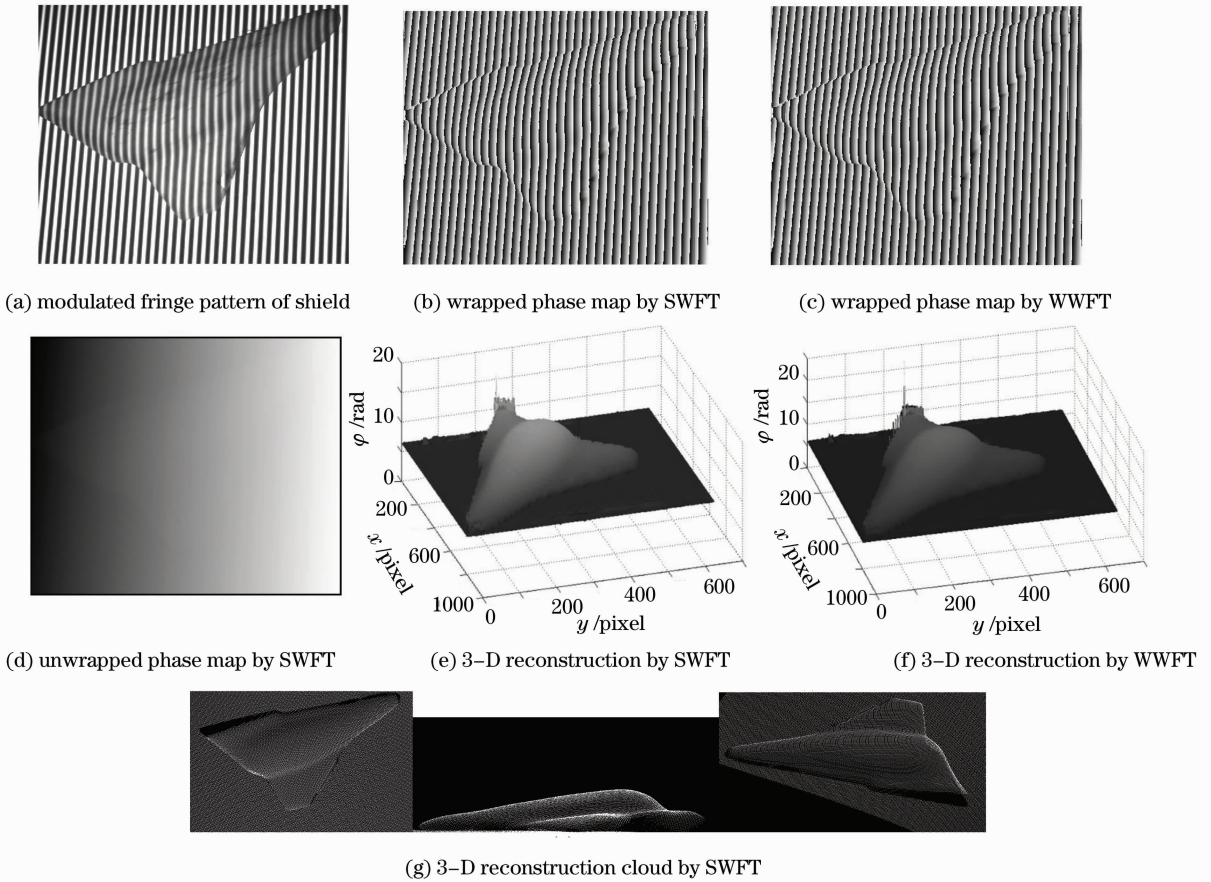 (a) modulated fringe pattern of shield
(b) wrapped phase map by SWFT
(c) wrapped phase map by WWFT
20
10
0
φ /rad
200
600
1000
x /pixel
0
200
400
600
y /pixel
20
10
0
φ /rad
200
600
1000
x /pixel
0
200
400
600
y /pixel
(d) unwrapped phase map by SWFT
(e) 3–D reconstruction by SWFT
(f) 3–D reconstruction by WWFT
(g) 3–D reconstruction cloud by SWFT